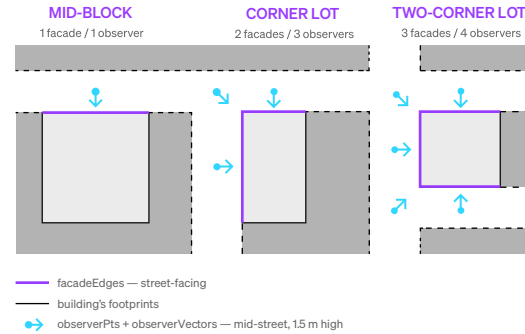 MID-BLOCK
1 facade / 1 observer
CORNER LOT
2 facades / 3 observers
TWO-CORNER LOT
3 facades / 4 observers
facadeEdges — street-facing
building's footprints
observerPts + observerVectors — mid-street, 1.5 m high